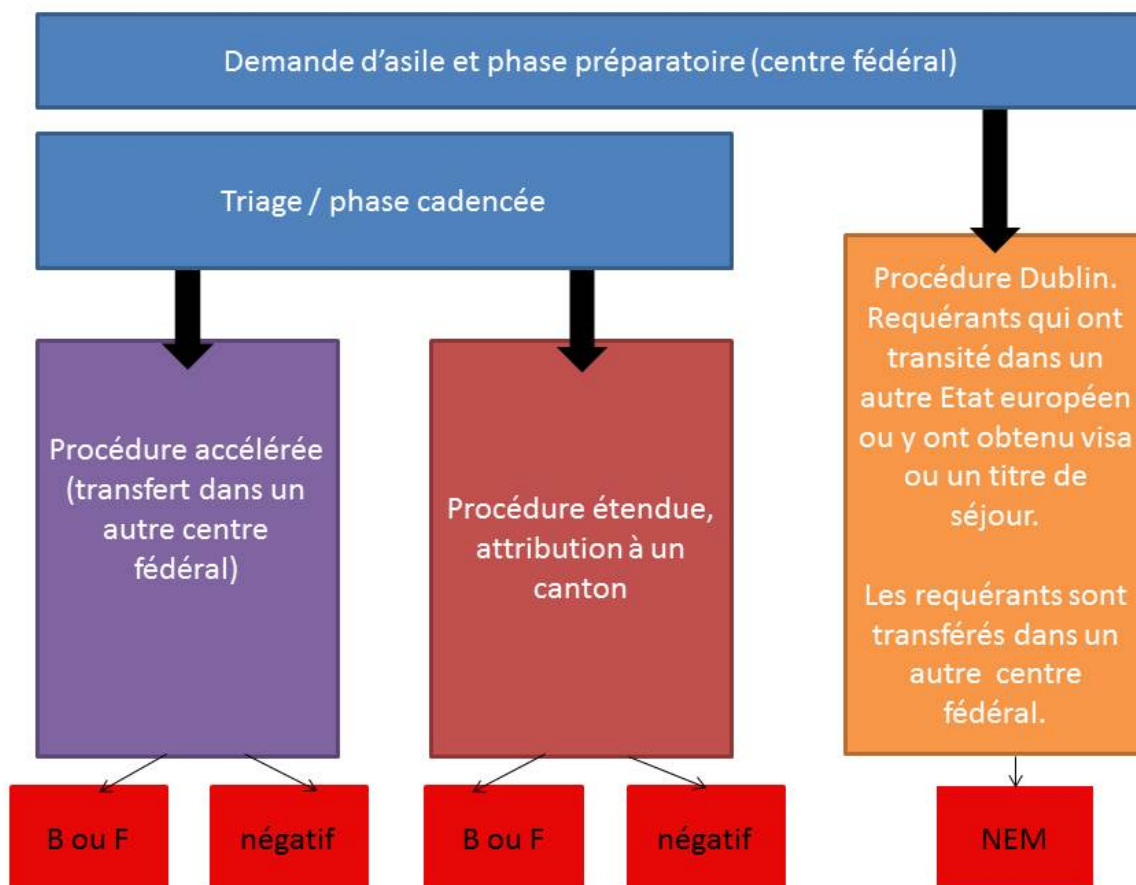 Demande d'asile et phase préparatoire (centre fédéral)
Triage / phase cadencée
Procédure accélérée
(transfert dans un
autre centre
fédéral)
Procédure étendue,
attribution à un
canton
Procédure Dublin.
Requérants qui ont
transité dans un
autre Etat européen
ou y ont obtenu visa
ou un titre de
séjour.
Les requérants sont
transférés dans un
autre centre
fédéral.
B ou F
négatif
B ou F
négatif
NEM